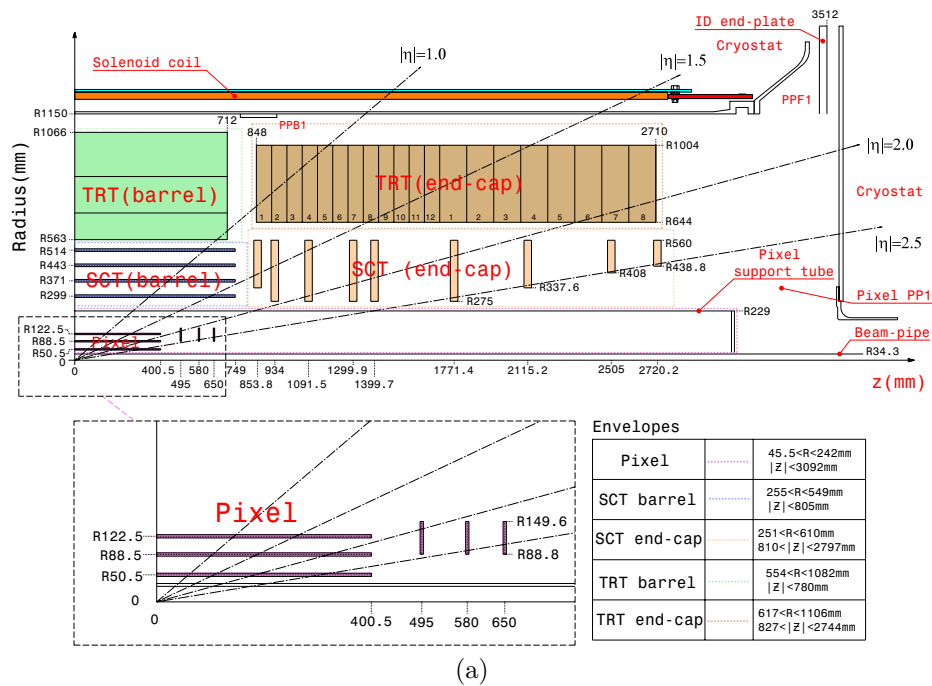 3512
ID end-plate
Cryostat
|η|=1.0
|η|=1.5
Solenoid coil
PPF1
R1150
712
PPB1
R1066
848
2710
R1004
|η|=2.0
TRT(barrel)
TRT(end-cap)
Cryostat
Radius(mm)
1 2 3 4 5 6 7 8 9 10 11 12 1 2 3 4 5 6 7 8
R644
R563
R560
|η|=2.5
R514
Pixel
support tube
R443
SCT(barrel)
SCT (end-cap)
R438.8
R408
R371
R337.6
R299
R275
Pixel PP1
R229
R122.5
Pixel
Beam-pipe
R88.5
R50.5
R34.3
0
0
400.5
580
749
934
1299.9
1771.4
2115.2
2505
2720.2
495
650
853.8
1091.5
1399.7
z(mm)
Pixel
R122.5
R149.6
R88.5
R88.8
R50.5
0
0
400.5
495
580
650
Envelopes
Pixel
45.5<R<242mm
|Z|<3092mm
SCT barrel
255<R<549mm
|Z|<805mm
SCT end-cap
251<R<610mm
810<|Z|<2797mm
TRT barrel
554<R<1082mm
|Z|<780mm
TRT end-cap
617<R<1106mm
827<|Z|<2744mm
(a)